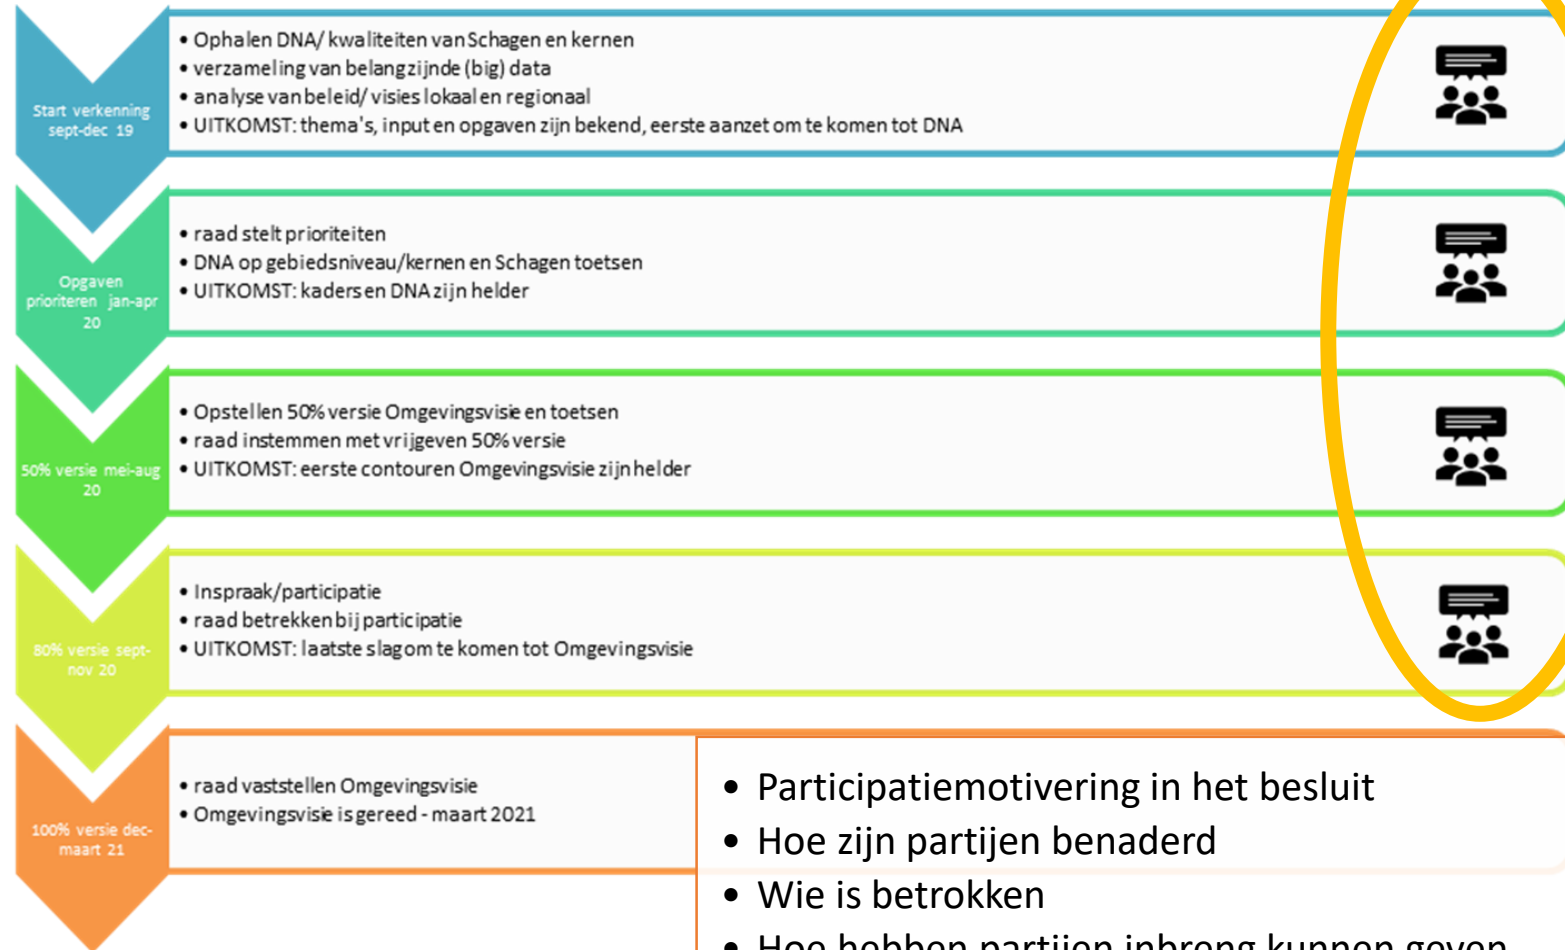 Start verkenning
sept-dec 19
• Ophalen DNA/ kwaliteiten van Schagen en kernen
• verzameling van belangzijnde (big) data
• analyse van beleid/ visies lokaal en regionaal
• UITKOMST: thema's, input en opgaven zijn bekend, eerste aanzet om te komen tot DNA
Opgaven
prioriteren jan-apr
20
• raad stelt prioriteiten
• DNA op gebiedsniveau/kernen en Schagen toetsen
• UITKOMST: kaders en DNA zijn helder
50% versie mei-aug
20
• Opstellen 50% versie Omgevingsvisie en toetsen
• raad instemmen met vrijgeven 50% versie
• UITKOMST: eerste contouren Omgevingsvisie zijn helder
80% versie sept-
nov 20
• Inspraak/participatie
• raad betrekken bij participatie
• UITKOMST: laatste slag om te komen tot Omgevingsvisie
100% versie dec-
maart 21
• raad vaststellen Omgevingsvisie
• Omgevingsvisie is gereed - maart 2021
• Participatiemotivering in het besluit
• Hoe zijn partijen benaderd
• Wie is betrokken
• Hoe hebben partijen inbreng kunnen geven